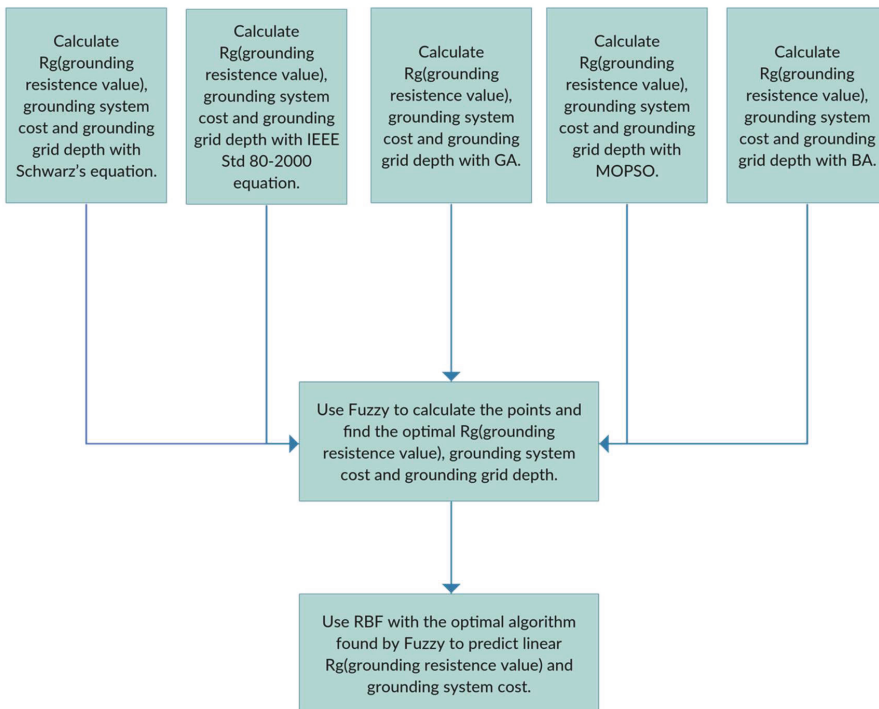 Calculate
Rg(grounding
resistence value),
grounding system
cost and grounding
grid depth with
Schwarz's equation.
Calculate
Rg(grounding
resistence value),
grounding system
cost and grounding
grid depth with IEEE
Std 80-2000
equation.
Calculate
Rg(grounding
resistence value),
grounding system
cost and grounding
grid depth with GA.
Calculate
Rg(grounding
resistence value),
grounding system
cost and grounding
grid depth with
MOPSO.
Calculate
Rg(grounding
resistence value),
grounding system
cost and grounding
grid depth with BA.
Use Fuzzy to calculate the points and
find the optimal Rg(grounding
resistence value), grounding system
cost and grounding grid depth.
Use RBF with the optimal algorithm
found by Fuzzy to predict linear
Rg(grounding resistence value) and
grounding system cost.